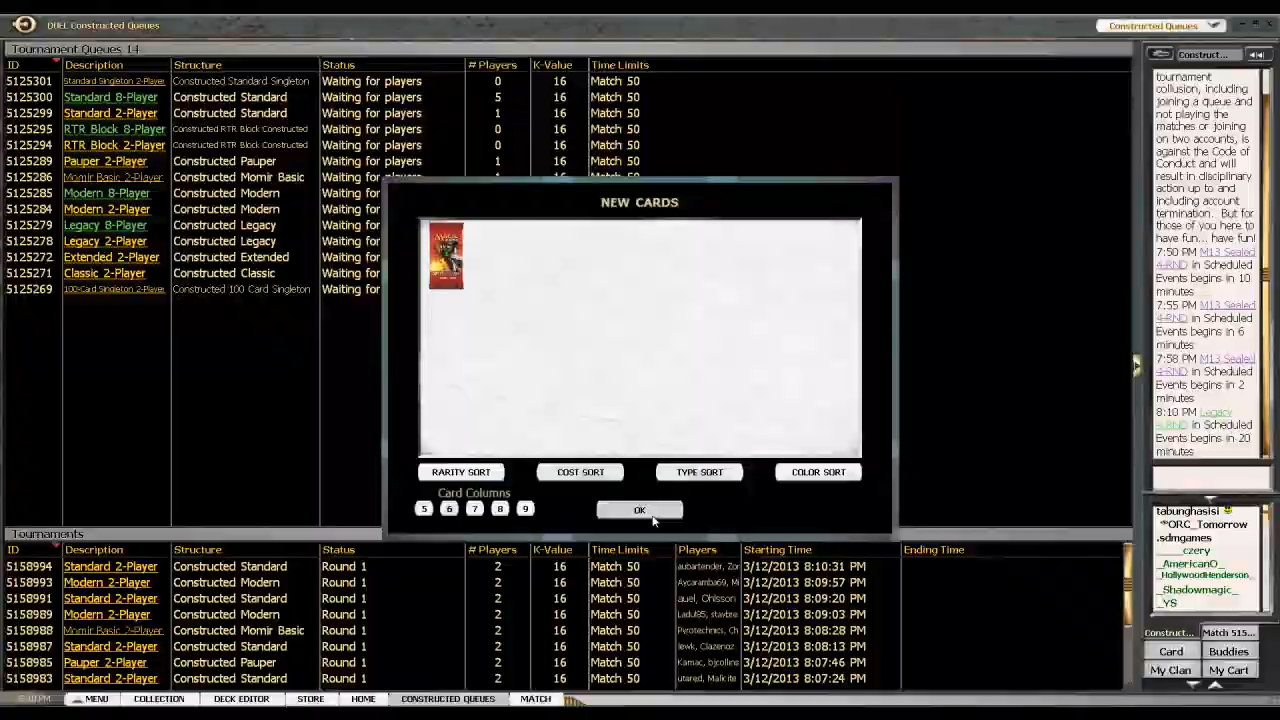 DUEL Constructed Queues
Constructed Queues
Tournament Queues 14
ID Description Structure Status # Players K-Value Time Limits
5125301 Standard Singleton 2-Player Constructed Standard Singleton Waiting for players 0 16 Match 50
5125300 Standard 8-Player Constructed Standard Waiting for players 5 16 Match 50
5125299 Standard 2-Player Constructed Standard Waiting for players 1 16 Match 50
5125295 RTR Block 8-Player Constructed RTR Block Constructed Waiting for players 0 16 Match 50
5125294 RTR Block 2-Player Constructed RTR Block Constructed Waiting for players 0 16 Match 50
5125289 Pauper 2-Player Constructed Pauper Waiting for players 1 16 Match 50
5125286 Momir Basic 2-Player Constructed Momir Basic Waiting for players 16 Match 50
5125285 Modern 8-Player Constructed Modern Waiting for
5125284 Modern 2-Player Constructed Modern Waiting for
5125279 Legacy 8-Player Constructed Legacy Waiting for
5125278 Legacy 2-Player Constructed Legacy Waiting for
5125272 Extended 2-Player Constructed Extended Waiting for
5125271 Classic 2-Player Constructed Classic Waiting for
5125269 100-Card Singleton 2-Player Constructed 100 Card Singleton Waiting for
NEW CARDS
RARITY SORT COST SORT TYPE SORT COLOR SORT
Card Columns
5 6 7 8 9
OK
Tournaments
ID Description Structure Status # Players K-Value Time Limits Players Starting Time Ending Time
5158994 Standard 2-Player Constructed Standard Round 1 2 16 Match 50 aubartender, Zor 3/12/2013 8:10:31 PM
5158993 Modern 2-Player Constructed Modern Round 1 2 16 Match 50 Aycaramba69, M 3/12/2013 8:09:57 PM
5158991 Standard 2-Player Constructed Standard Round 1 2 16 Match 50 auel, Ohlsson 3/12/2013 8:09:20 PM
5158989 Modern 2-Player Constructed Modern Round 1 2 16 Match 50 3/12/2013 8:09:03 PM
5158988 Momir Basic 2-Player Constructed Momir Basic Round 1 2 16 Match 50 Pyrotechnics, Ch 3/12/2013 8:08:28 PM
5158987 Standard 2-Player Constructed Standard Round 1 2 16 Match 50 lewk, Clazenoz 3/12/2013 8:08:13 PM
5158985 Pauper 2-Player Constructed Pauper Round 1 2 16 Match 50 Kamac, bjcollins 3/12/2013 8:07:46 PM
5158983 Standard 2-Player Constructed Standard Round 1 2 16 Match 50 utared, Malcite 3/12/2013 8:07:24 PM
Construct...
tournament
collusion, including
joining a queue and
not playing the
matches or joining
on two accounts, is
against the Code of
Conduct and will
result in disciplinary
action up to and
including account
termination. But for
those of you here to
have fun... have fun!
7:50 PM M13 Sealed
4-RND in Scheduled
Events begins in 10
minutes
7:55 PM M13 Sealed
4-RND in Scheduled
Events begins in 6
minutes
7:58 PM M13 Sealed
4-RND in Scheduled
Events begins in 2
minutes
8:10 PM Legacy
4-RND in Scheduled
Events begins in 20
minutes
tabunghasisi
*ORC_Tomorrow
.sdmgames
____czery
_AmericanO_
_HollywoodHenderson_
_Shadowmagic_
_YS
Construct... Match 515...
Card Buddies
My Clan My Cart
MENU COLLECTION DECK EDITOR STORE HOME CONSTRUCTED QUEUES MATCH